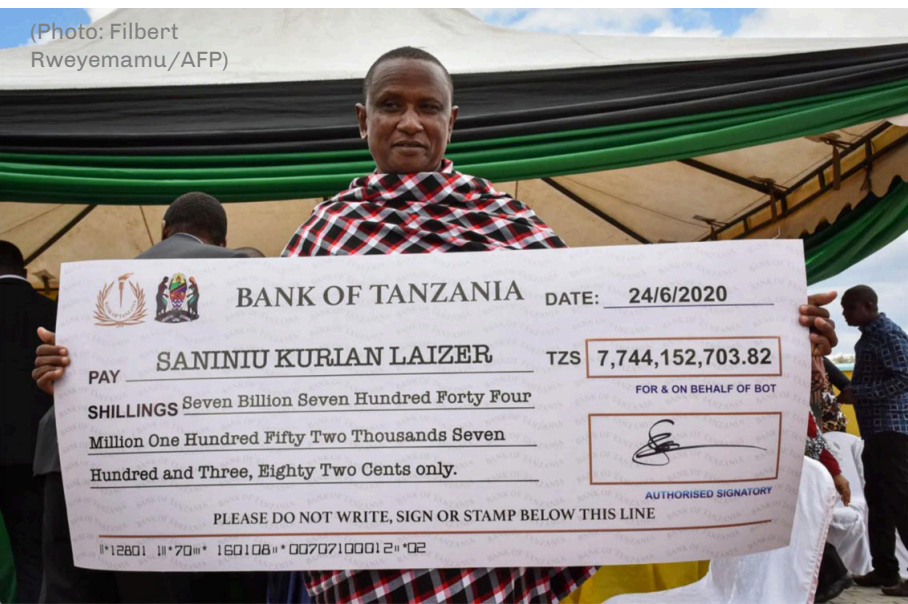 (Photo: Filbert
Rweyemamu/AFP)
BANK OF TANZANIA
DATE: 24/6/2020
PAY SANINIU KURIAN LAIZER
TZS 7,744,152,703.82
FOR & ON BEHALF OF BOT
SHILLINGS Seven Billion Seven Hundred Forty Four
Million One Hundred Fifty Two Thousands Seven
Hundred and Three, Eighty Two Cents only.
AUTHORISED SIGNATORY
PLEASE DO NOT WRITE, SIGN OR STAMP BELOW THIS LINE
⑈*12801 1⑈*70⑈* 160108⑈*00707100012⑈*02